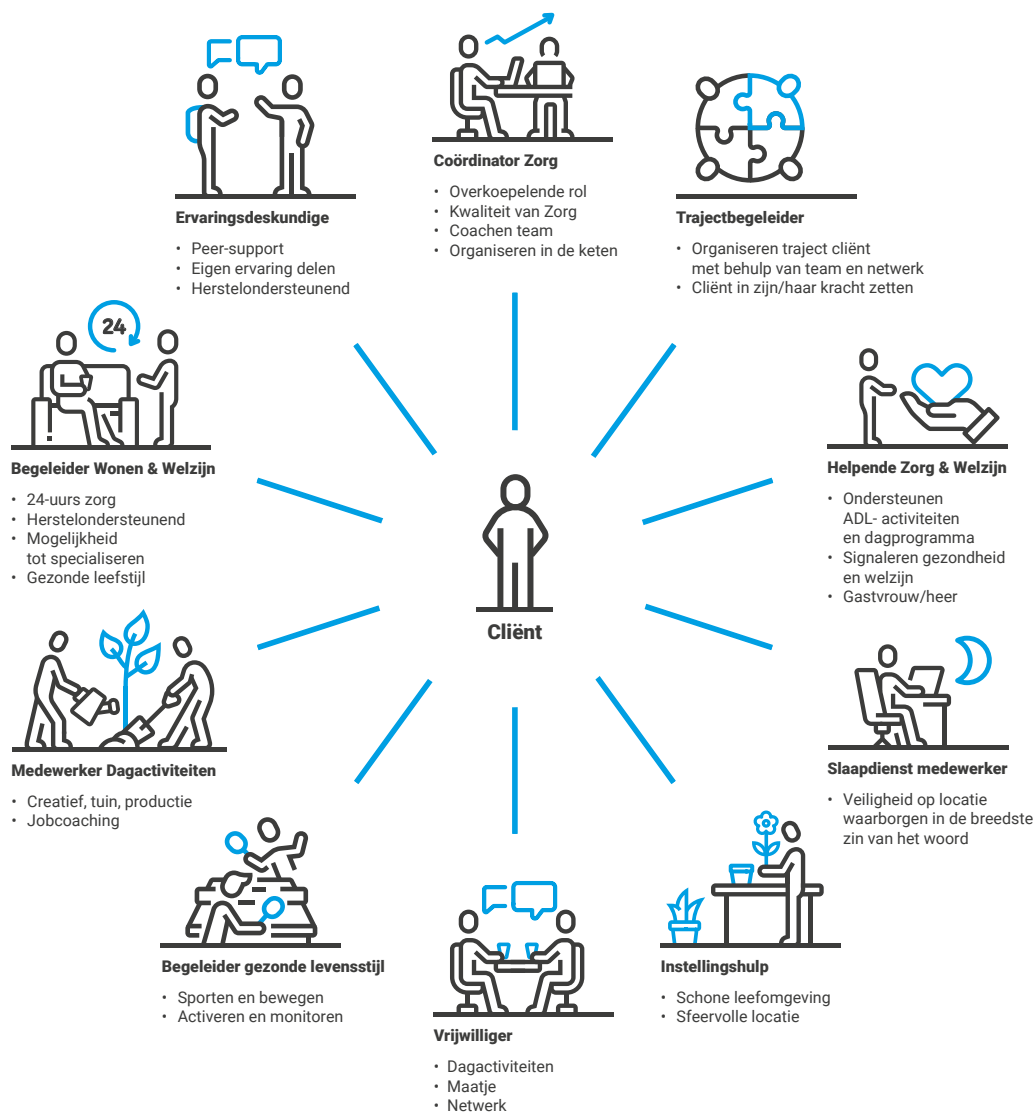 Coördinator Zorg
• Overkoepelende rol
• Kwaliteit van Zorg
• Coachen team
• Organiseren in de keten
Ervaringsdeskundige
• Peer-support
• Eigen ervaring delen
• Herstelondersteunend
Trajectbegeleider
• Organiseren traject cliënt
met behulp van team en netwerk
• Cliënt in zijn/haar kracht zetten
24
Begeleider Wonen & Welzijn
• 24-uurs zorg
• Herstelondersteunend
• Mogelijkheid
tot specialiseren
• Gezonde leefstijl
Helpende Zorg & Welzijn
• Ondersteunen
ADL- activiteiten
en dagprogramma
• Signaleren gezondheid
en welzijn
• Gastvrouw/heer
Cliënt
Medewerker Dagactiviteiten
• Creatief, tuin, productie
• Jobcoaching
Slaapdienst medewerker
• Veiligheid op locatie
waarborgen in de breedste
zin van het woord
Begeleider gezonde levensstijl
• Sporten en bewegen
• Activeren en monitoren
Vrijwilliger
• Dagactiviteiten
• Maatje
• Netwerk
Instellingshulp
• Schone leefomgeving
• Sfeervolle locatie